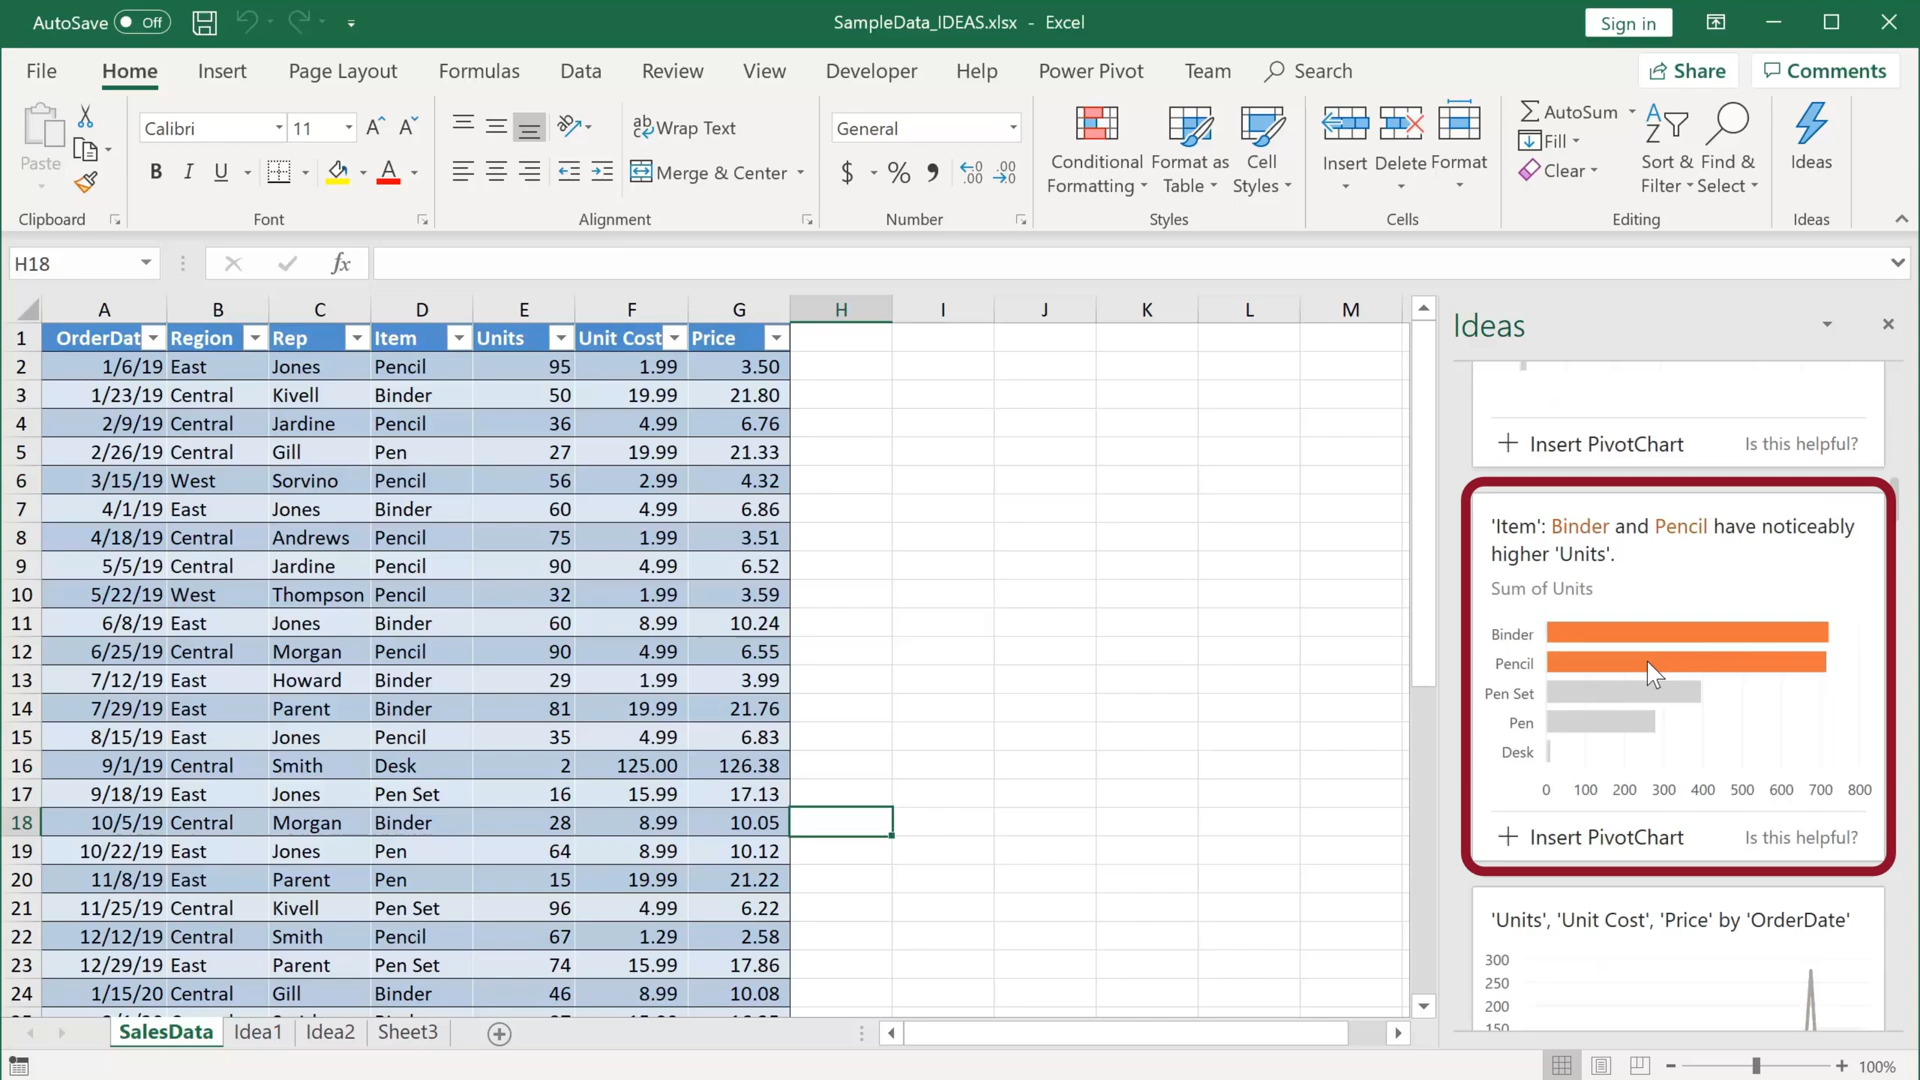 AutoSave Off
SampleData_IDEAS.xlsx - Excel
Sign in
File Home Insert Page Layout Formulas Data Review View Developer Help Power Pivot Team Search
Share Comments
Paste
Clipboard
Calibri 11
B I U
Font
Wrap Text
Merge & Center
Alignment
General
$ % ,
Number
Conditional Formatting
Format as Table
Cell Styles
Styles
Insert Delete Format
Cells
AutoSum
Fill
Clear
Sort & Filter
Find & Select
Editing
Ideas
Ideas
H18
fx
A B C D E F G H I J K L M
1 OrderDat Region Rep Item Units Unit Cost Price
2 1/6/19 East Jones Pencil 95 1.99 3.50
3 1/23/19 Central Kivell Binder 50 19.99 21.80
4 2/9/19 Central Jardine Pencil 36 4.99 6.76
5 2/26/19 Central Gill Pen 27 19.99 21.33
6 3/15/19 West Sorvino Pencil 56 2.99 4.32
7 4/1/19 East Jones Binder 60 4.99 6.86
8 4/18/19 Central Andrews Pencil 75 1.99 3.51
9 5/5/19 Central Jardine Pencil 90 4.99 6.52
10 5/22/19 West Thompson Pencil 32 1.99 3.59
11 6/8/19 East Jones Binder 60 8.99 10.24
12 6/25/19 Central Morgan Pencil 90 4.99 6.55
13 7/12/19 East Howard Binder 29 1.99 3.99
14 7/29/19 East Parent Binder 81 19.99 21.76
15 8/15/19 East Jones Pencil 35 4.99 6.83
16 9/1/19 Central Smith Desk 2 125.00 126.38
17 9/18/19 East Jones Pen Set 16 15.99 17.13
18 10/5/19 Central Morgan Binder 28 8.99 10.05
19 10/22/19 East Jones Pen 64 8.99 10.12
20 11/8/19 East Parent Pen 15 19.99 21.22
21 11/25/19 Central Kivell Pen Set 96 4.99 6.22
22 12/12/19 Central Smith Pencil 67 1.29 2.58
23 12/29/19 East Parent Pen Set 74 15.99 17.86
24 1/15/20 Central Gill Binder 46 8.99 10.08
Ideas
Insert PivotChart Is this helpful?
'Item': Binder and Pencil have noticeably
higher 'Units'.
Sum of Units
Binder
Pencil
Pen Set
Pen
Desk
0 100 200 300 400 500 600 700 800
Insert PivotChart Is this helpful?
'Units', 'Unit Cost', 'Price' by 'OrderDate'
300
250
200
150
SalesData Idea1 Idea2 Sheet3
100%